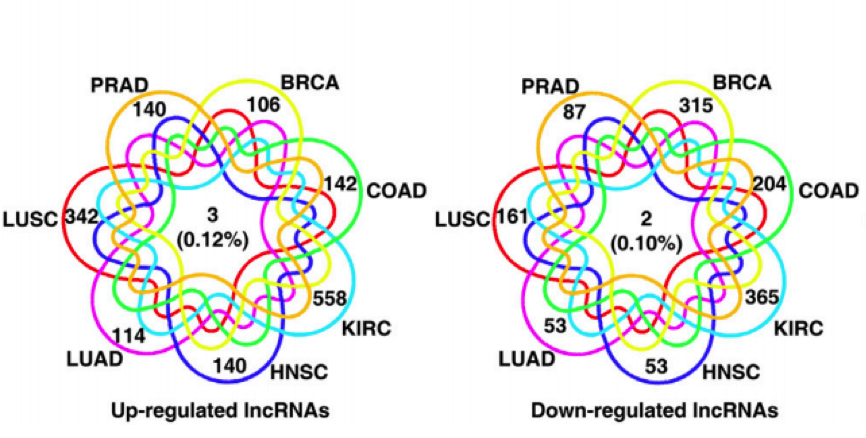 PRAD
BRCA
140
106
142
COAD
LUSC
342
3
(0.12%)
558
KIRC
114
LUAD
140
HNSC
Up-regulated lncRNAs
PRAD
BRCA
87
315
204
COAD
LUSC
161
2
(0.10%)
365
KIRC
53
LUAD
53
HNSC
Down-regulated lncRNAs